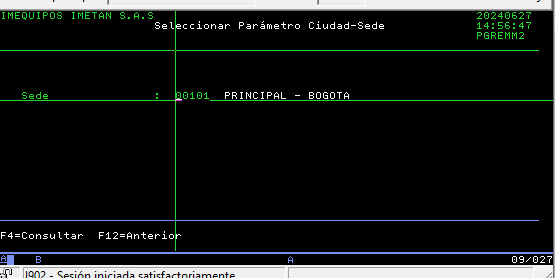 IMEQUIPOS IMETAN S.A.S 20240627
Seleccionar Parámetro Ciudad-Sede 14:56:47
PGREMM2
Sede : 00101 PRINCIPAL - BOGOTA
F4=Consultar F12=Anterior
A B A 09/027
I902 - Sesión iniciada satisfactoriamente